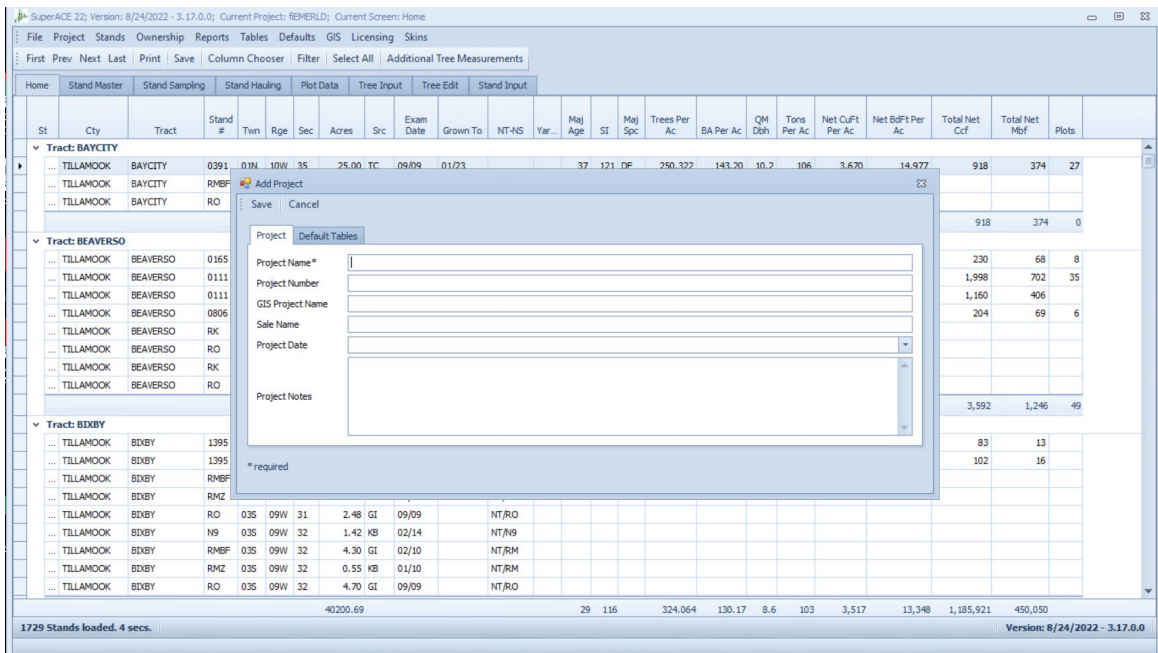 SuperACE 22; Version: 8/24/2022 - 3.17.0.0; Current Project: fiEMERLD; Current Screen: Home
File Project Stands Ownership Reports Tables Defaults GIS Licensing Skins
First Prev Next Last Print Save Column Chooser Filter Select All Additional Tree Measurements
Home Stand Master Stand Sampling Stand Hauling Plot Data Tree Input Tree Edit Stand Input
St Cty Tract Stand # Twn Rge Sec Acres Src Exam Date Grown To NT-NS Yar... Maj Age SI Maj Spc Trees Per Ac BA Per Ac QM Dbh Tons Per Ac Net CuFt Per Ac Net BdFt Per Ac Total Net Ccf Total Net Mbf Plots
Tract: BAYCITY
... TILLAMOOK BAYCITY 0391 01N 10W 35 25.00 TC 09/09 01/23 37 121 DF 250.322 143.20 10.2 106 3,670 14,977 918 374 27
... TILLAMOOK BAYCITY RMBF
... TILLAMOOK BAYCITY RO
918 374 0
Tract: BEAVERSO
... TILLAMOOK BEAVERSO 0165 230 68 8
... TILLAMOOK BEAVERSO 0111 1,998 702 35
... TILLAMOOK BEAVERSO 0111 1,160 406
... TILLAMOOK BEAVERSO 0806 204 69 6
... TILLAMOOK BEAVERSO RK
... TILLAMOOK BEAVERSO RO
... TILLAMOOK BEAVERSO RK
... TILLAMOOK BEAVERSO RO
3,592 1,246 49
Tract: BIXBY
... TILLAMOOK BIXBY 1395 83 13
... TILLAMOOK BIXBY 1395 102 16
... TILLAMOOK BIXBY RMBF
... TILLAMOOK BIXBY RMZ
... TILLAMOOK BIXBY RO 03S 09W 31 2.48 GI 09/09 NT/RO
... TILLAMOOK BIXBY N9 03S 09W 32 1.42 KB 02/14 NT/N9
... TILLAMOOK BIXBY RMBF 03S 09W 32 4.30 GI 02/10 NT/RM
... TILLAMOOK BIXBY RMZ 03S 09W 32 0.55 KB 01/10 NT/RM
... TILLAMOOK BIXBY RO 03S 09W 32 4.70 GI 09/09 NT/RO
40200.69 29 116 324.064 130.17 8.6 103 3,517 13,348 1,185,921 450,050
1729 Stands loaded. 4 secs. Version: 8/24/2022 - 3.17.0.0
Add Project
Save Cancel
Project Default Tables
Project Name*
Project Number
GIS Project Name
Sale Name
Project Date
Project Notes
* required